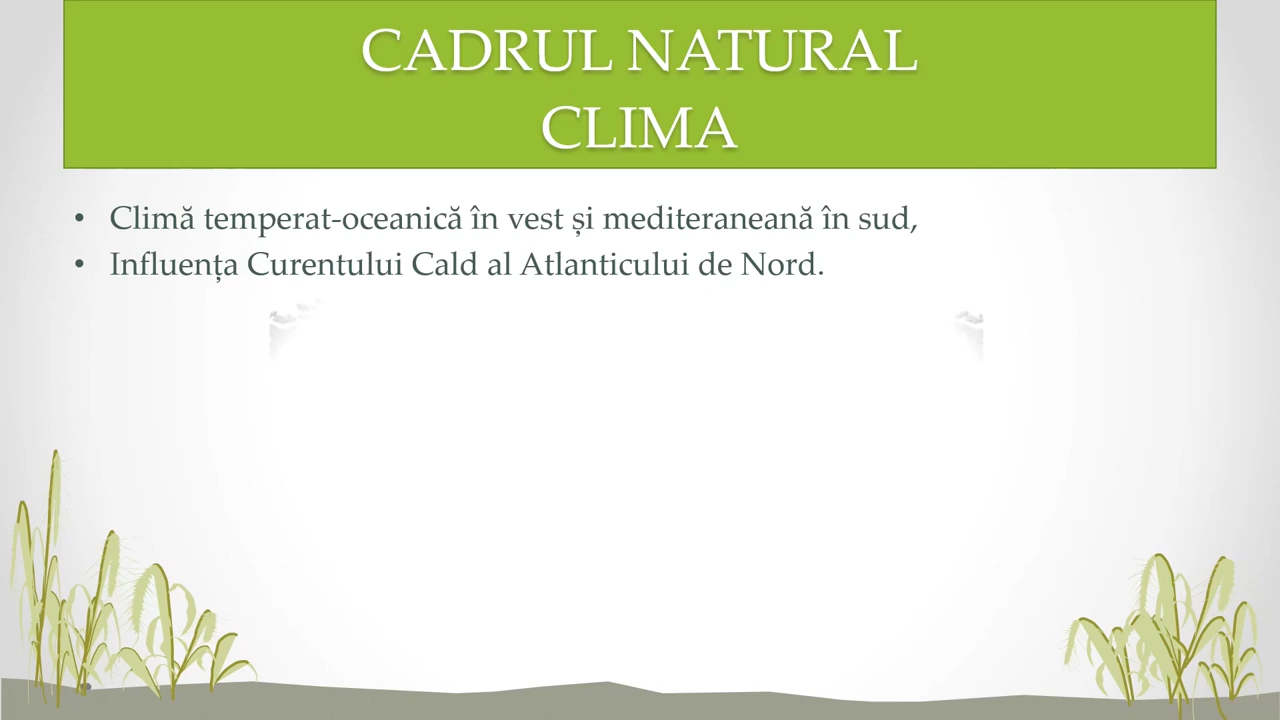 CADRUL NATURAL
CLIMA
• Climă temperat-oceanică în vest și mediteraneană în sud,
• Influența Curentului Cald al Atlanticului de Nord.